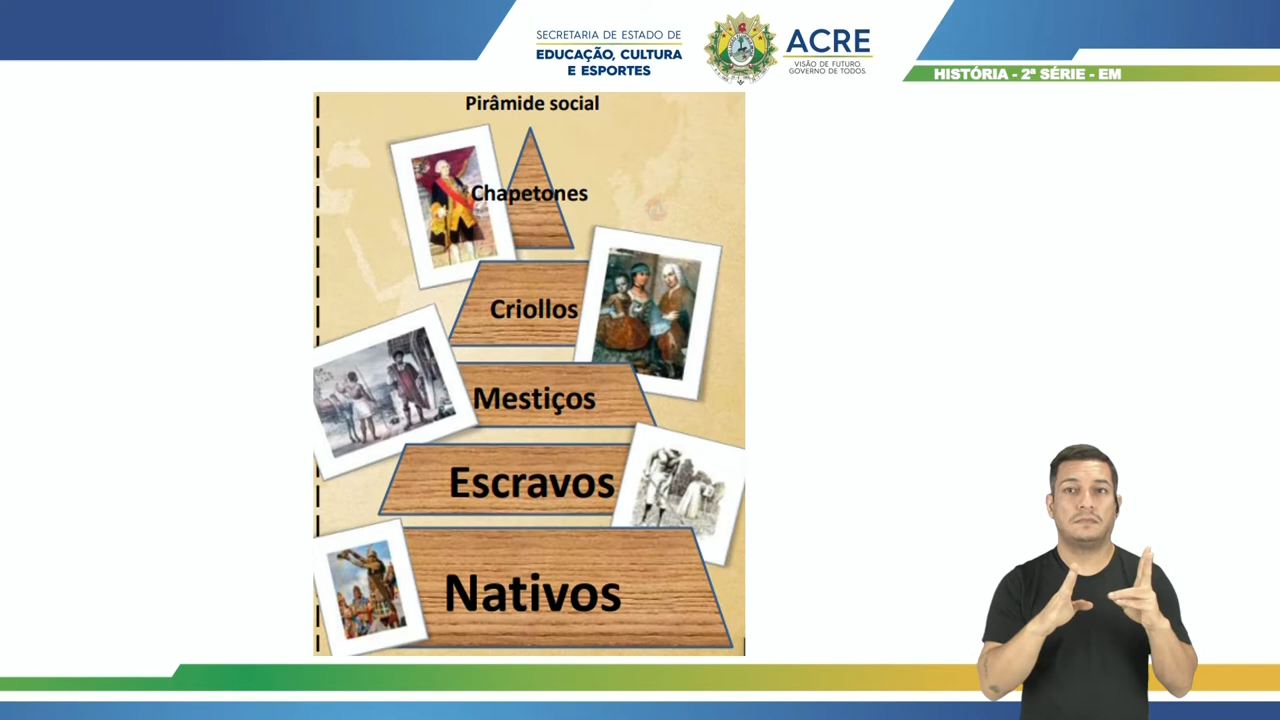 SECRETARIA DE ESTADO DE
EDUCAÇÃO, CULTURA
E ESPORTES
ACRE
VISÃO DE FUTURO
GOVERNO DE TODOS
HISTÓRIA - 2ª SÉRIE - EM
Pirâmide social
Chapetones
Criollos
Mestiços
Escravos
Nativos